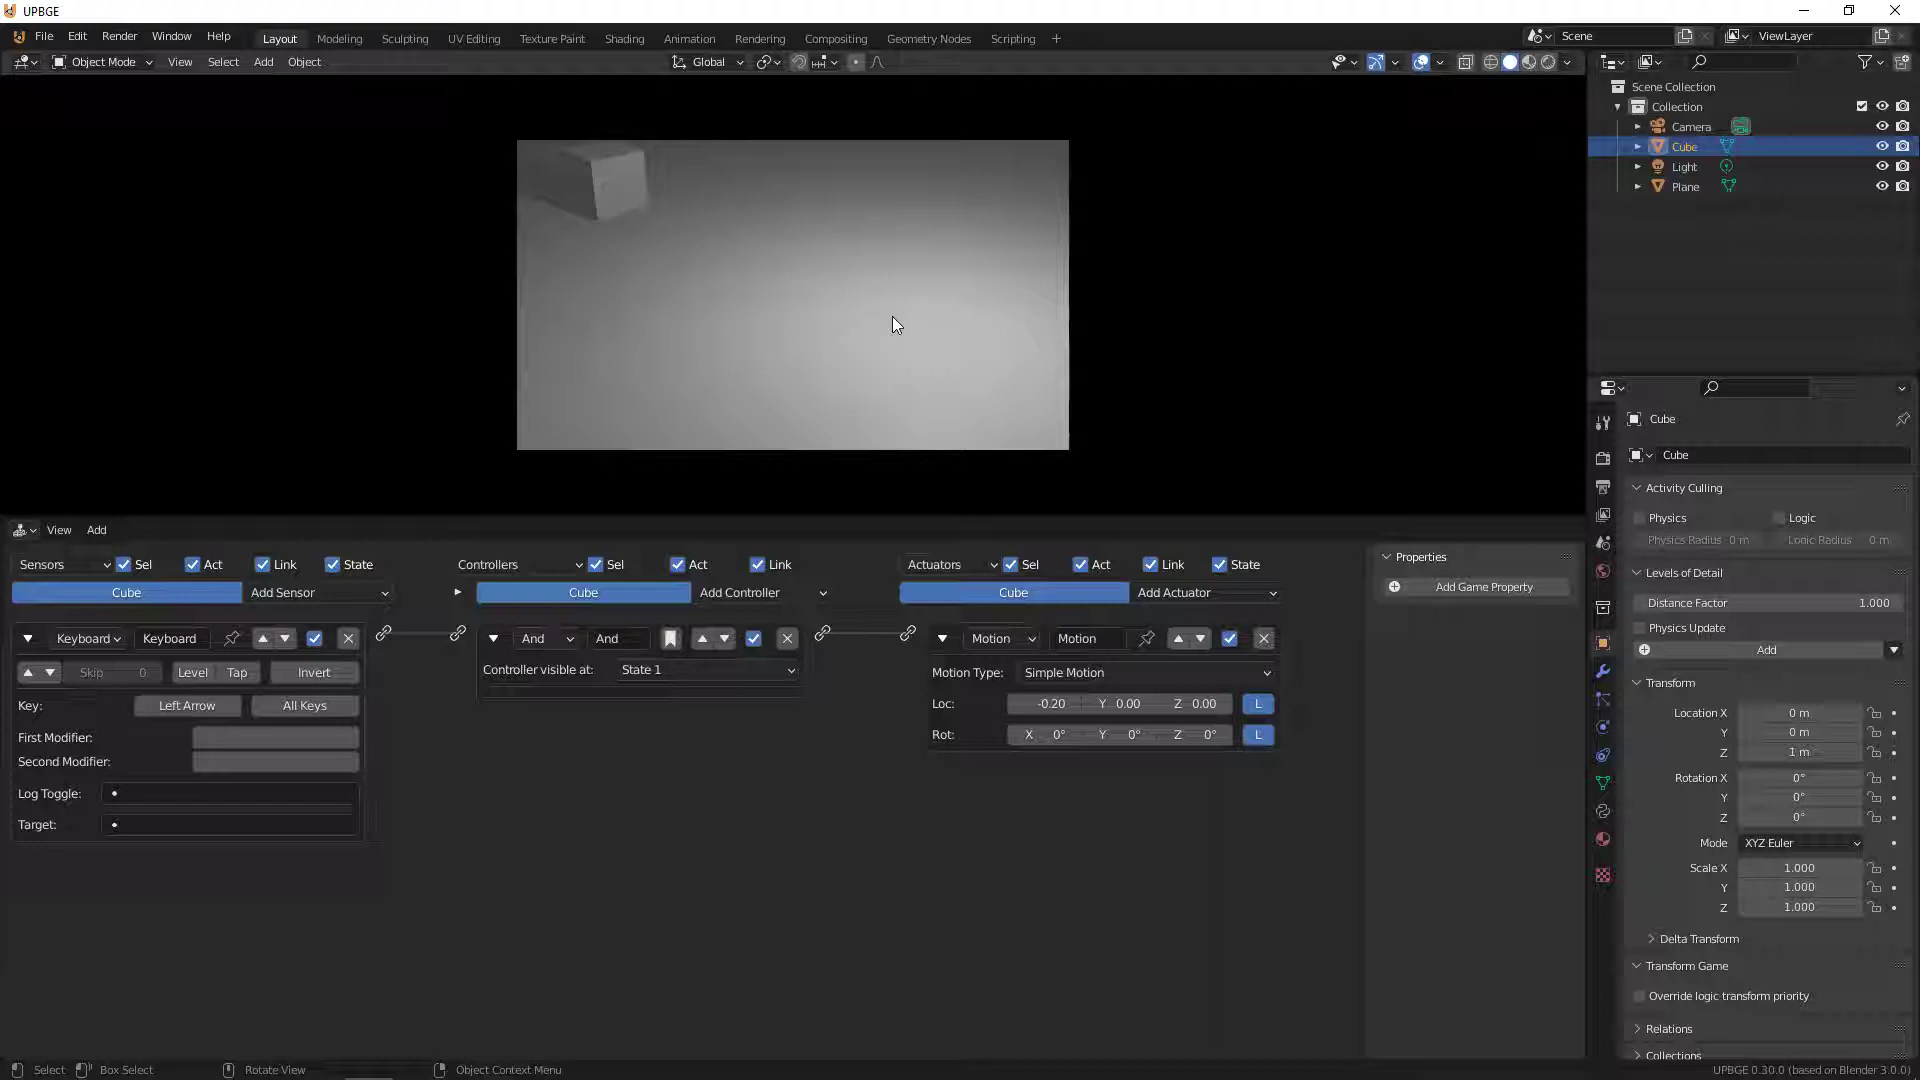 UPBGE
File Edit Render Window Help Layout Modeling Sculpting UV Editing Texture Paint Shading Animation Rendering Compositing Geometry Nodes Scripting + Scene ViewLayer
Object Mode View Select Add Object Global
Scene Collection
Collection
Camera
Cube
Light
Plane
Cube
Cube
Activity Culling
Physics Logic
Physics Radius 0 m Logic Radius 0 m
Levels of Detail
Distance Factor 1.000
Physics Update
Add
Transform
Location X 0 m
Y 0 m
Z 1 m
Rotation X 0°
Y 0°
Z 0°
Mode XYZ Euler
Scale X 1.000
Y 1.000
Z 1.000
Delta Transform
Transform Game
Override logic transform priority
Relations
Collections
View Add
Sensors Sel Act Link State Controllers Sel Act Link Actuators Sel Act Link State
Cube Add Sensor Cube Add Controller Cube Add Actuator
Keyboard Keyboard And And Motion Motion
Skip 0 Level Tap Invert Controller visible at: State 1 Motion Type: Simple Motion
Key: Left Arrow All Keys Loc: -0.20 Y 0.00 Z 0.00 L
First Modifier: Rot: X 0° Y 0° Z 0° L
Second Modifier:
Log Toggle:
Target:
Properties
Add Game Property
Select Box Select Rotate View Object Context Menu UPBGE 0.30.0 (based on Blender 3.0.0)